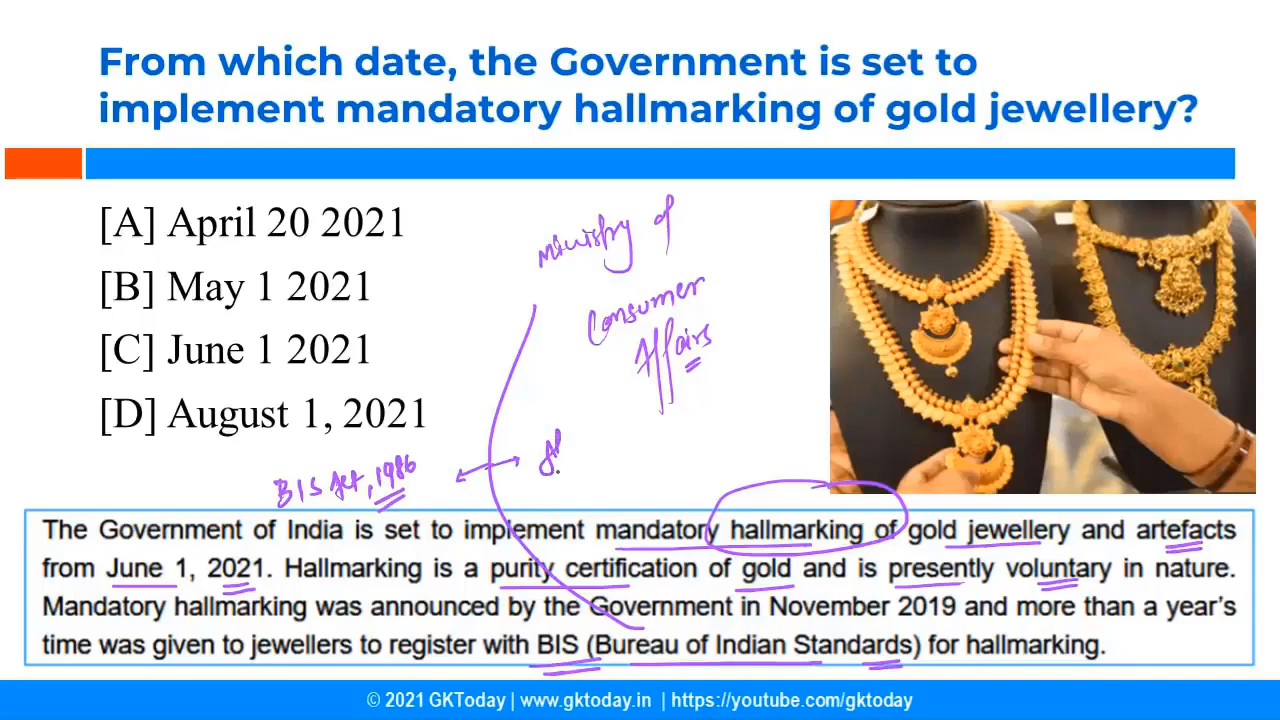 From which date, the Government is set to
implement mandatory hallmarking of gold jewellery?
[A] April 20 2021
[B] May 1 2021
[C] June 1 2021
[D] August 1, 2021
Ministry of
Consumer
Affairs
BIS Act, 1986
The Government of India is set to implement mandatory hallmarking of gold jewellery and artefacts
from June 1, 2021. Hallmarking is a purity certification of gold and is presently voluntary in nature.
Mandatory hallmarking was announced by the Government in November 2019 and more than a year’s
time was given to jewellers to register with BIS (Bureau of Indian Standards) for hallmarking.
© 2021 GKToday | www.gktoday.in | https://youtube.com/gktoday